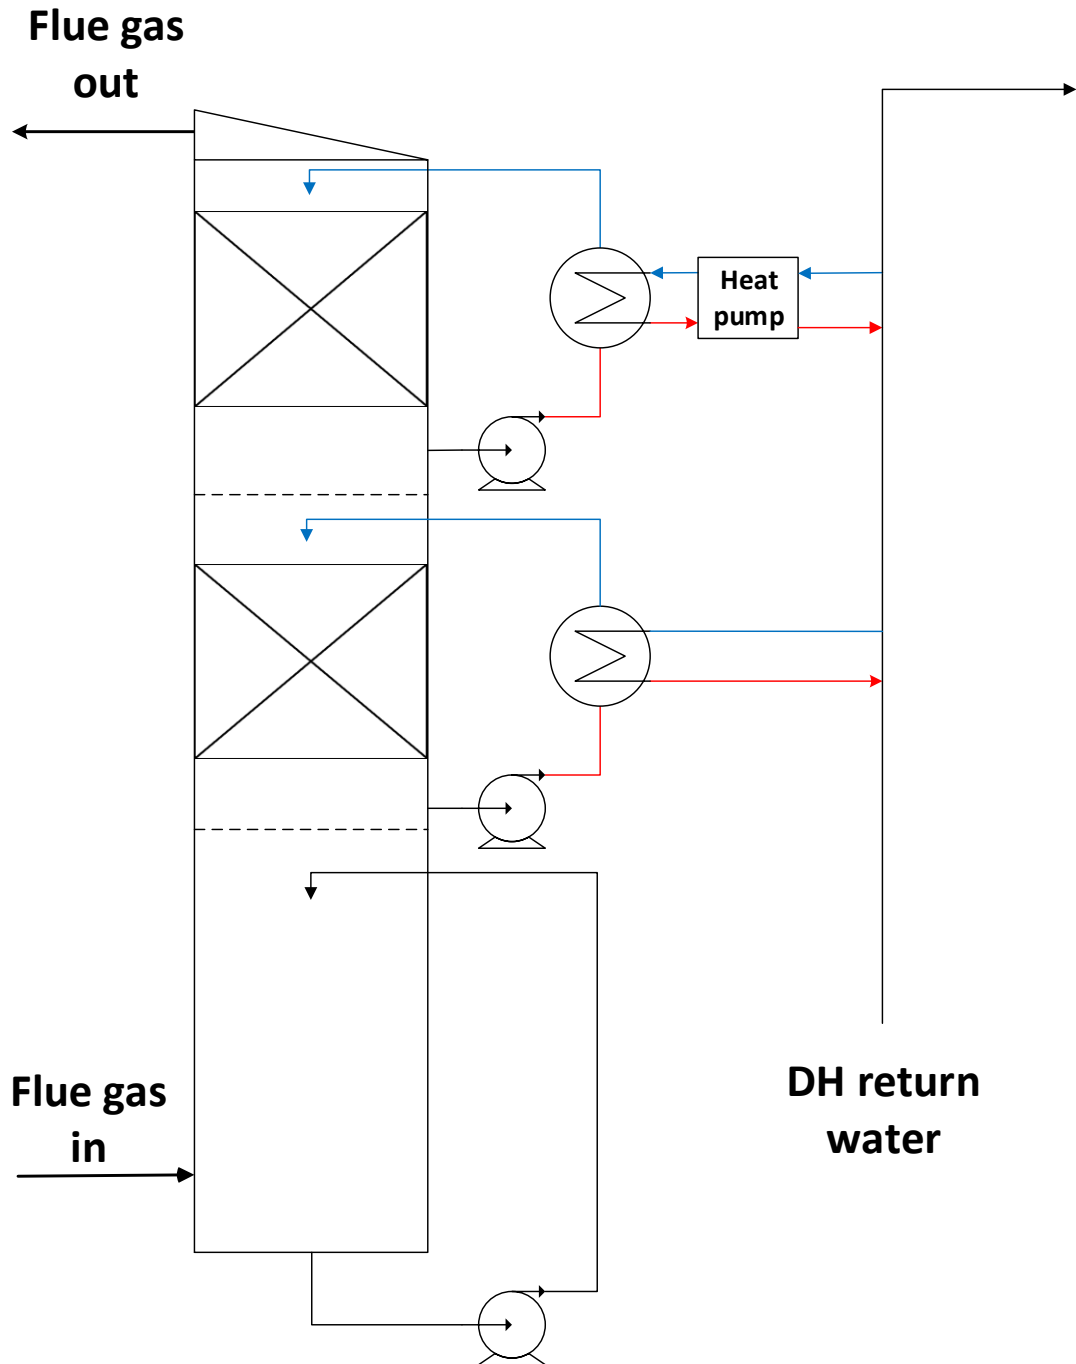 Flue gas
out
Heat
pump
Flue gas
in
DH return
water